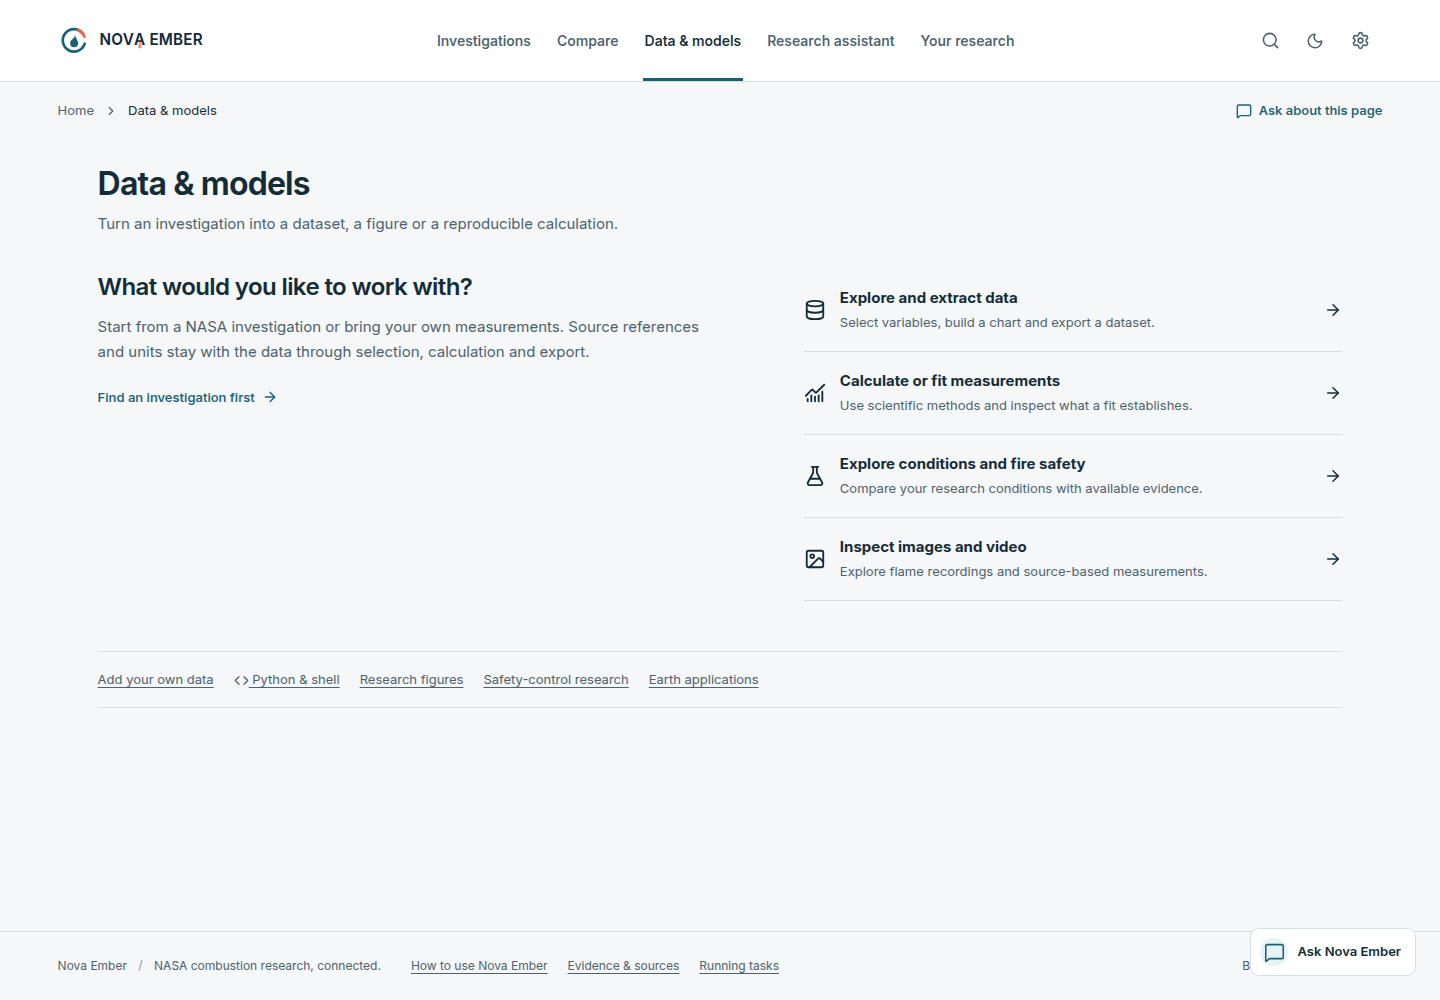 NOVA EMBER
Investigations
Compare
Data & models
Research assistant
Your research
Home
Data & models
Ask about this page
Data & models
Turn an investigation into a dataset, a figure or a reproducible calculation.
What would you like to work with?
Start from a NASA investigation or bring your own measurements. Source references
and units stay with the data through selection, calculation and export.
Find an investigation first
Explore and extract data
Select variables, build a chart and export a dataset.
Calculate or fit measurements
Use scientific methods and inspect what a fit establishes.
Explore conditions and fire safety
Compare your research conditions with available evidence.
Inspect images and video
Explore flame recordings and source-based measurements.
Add your own data
Python & shell
Research figures
Safety-control research
Earth applications
Nova Ember / NASA combustion research, connected.
How to use Nova Ember
Evidence & sources
Running tasks
Ask Nova Ember